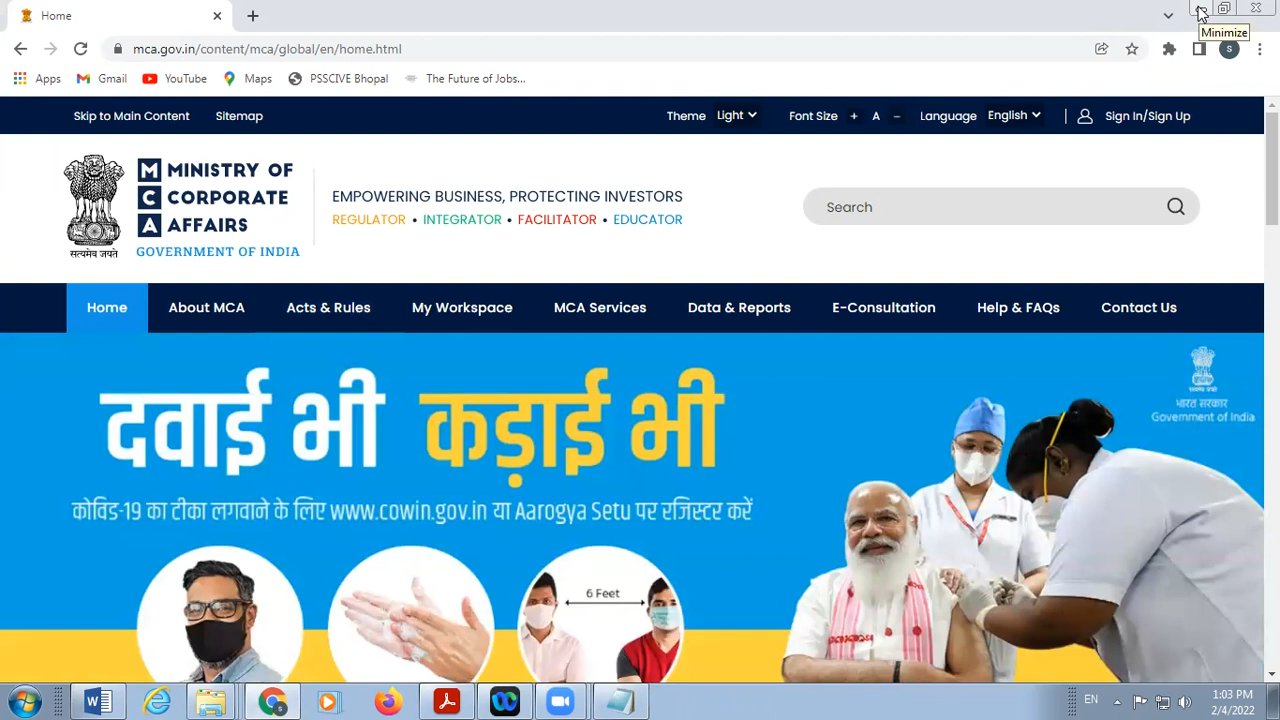 Home
Minimize
mca.gov.in/content/mca/global/en/home.html
S
Apps Gmail YouTube Maps PSSCIVE Bhopal The Future of Jobs...
Skip to Main Content Sitemap Theme Light Font Size + A - Language English Sign In/Sign Up
MINISTRY OF
CORPORATE
AFFAIRS
GOVERNMENT OF INDIA
सत्यमेव जयते
EMPOWERING BUSINESS, PROTECTING INVESTORS
REGULATOR • INTEGRATOR • FACILITATOR • EDUCATOR
Search
Home About MCA Acts & Rules My Workspace MCA Services Data & Reports E-Consultation Help & FAQs Contact Us
दवाई भी कड़ाई भी
भारत सरकार
Government of India
कोविड-19 का टीका लगवाने के लिए www.cowin.gov.in या Aarogya Setu पर रजिस्टर करें
6 Feet
EN
1:03 PM
2/4/2022